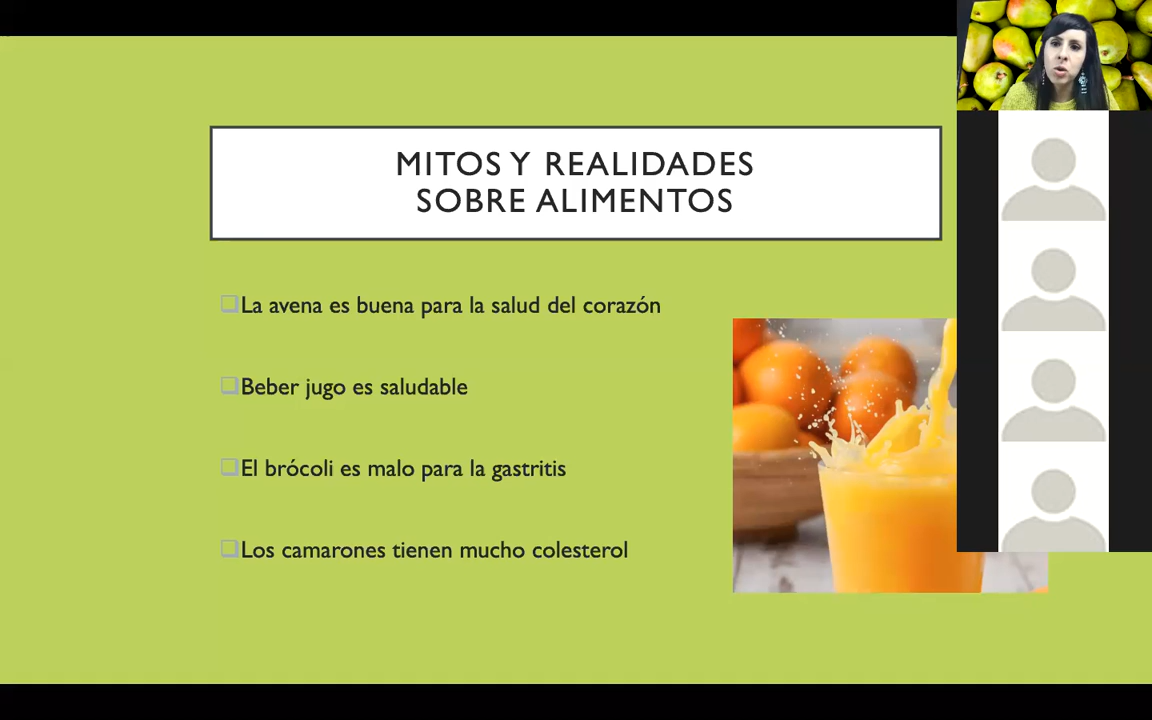 MITOS Y REALIDADES
SOBRE ALIMENTOS
La avena es buena para la salud del corazón
Beber jugo es saludable
El brócoli es malo para la gastritis
Los camarones tienen mucho colesterol